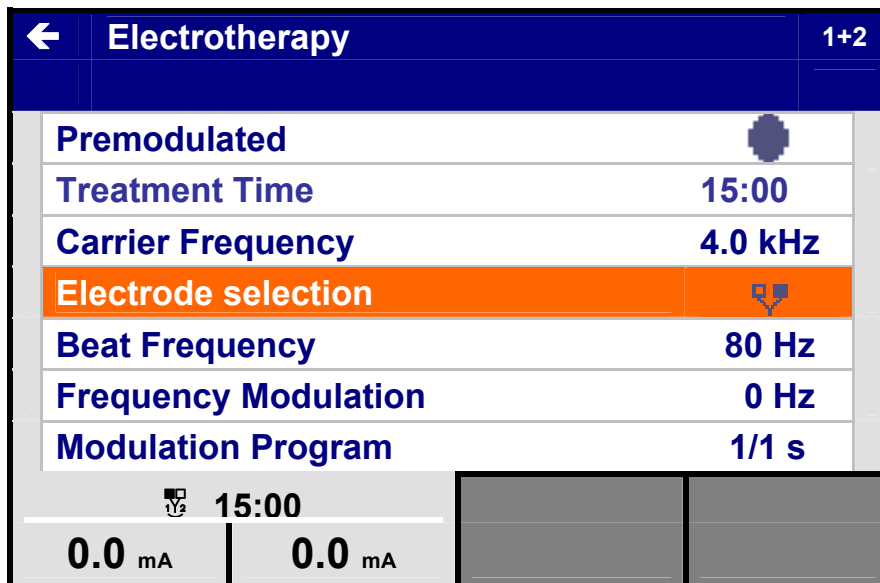 Electrotherapy 1+2
Premodulated
Treatment Time 15:00
Carrier Frequency 4.0 kHz
Electrode selection
Beat Frequency 80 Hz
Frequency Modulation 0 Hz
Modulation Program 1/1 s
1Y2 15:00
0.0 mA 0.0 mA